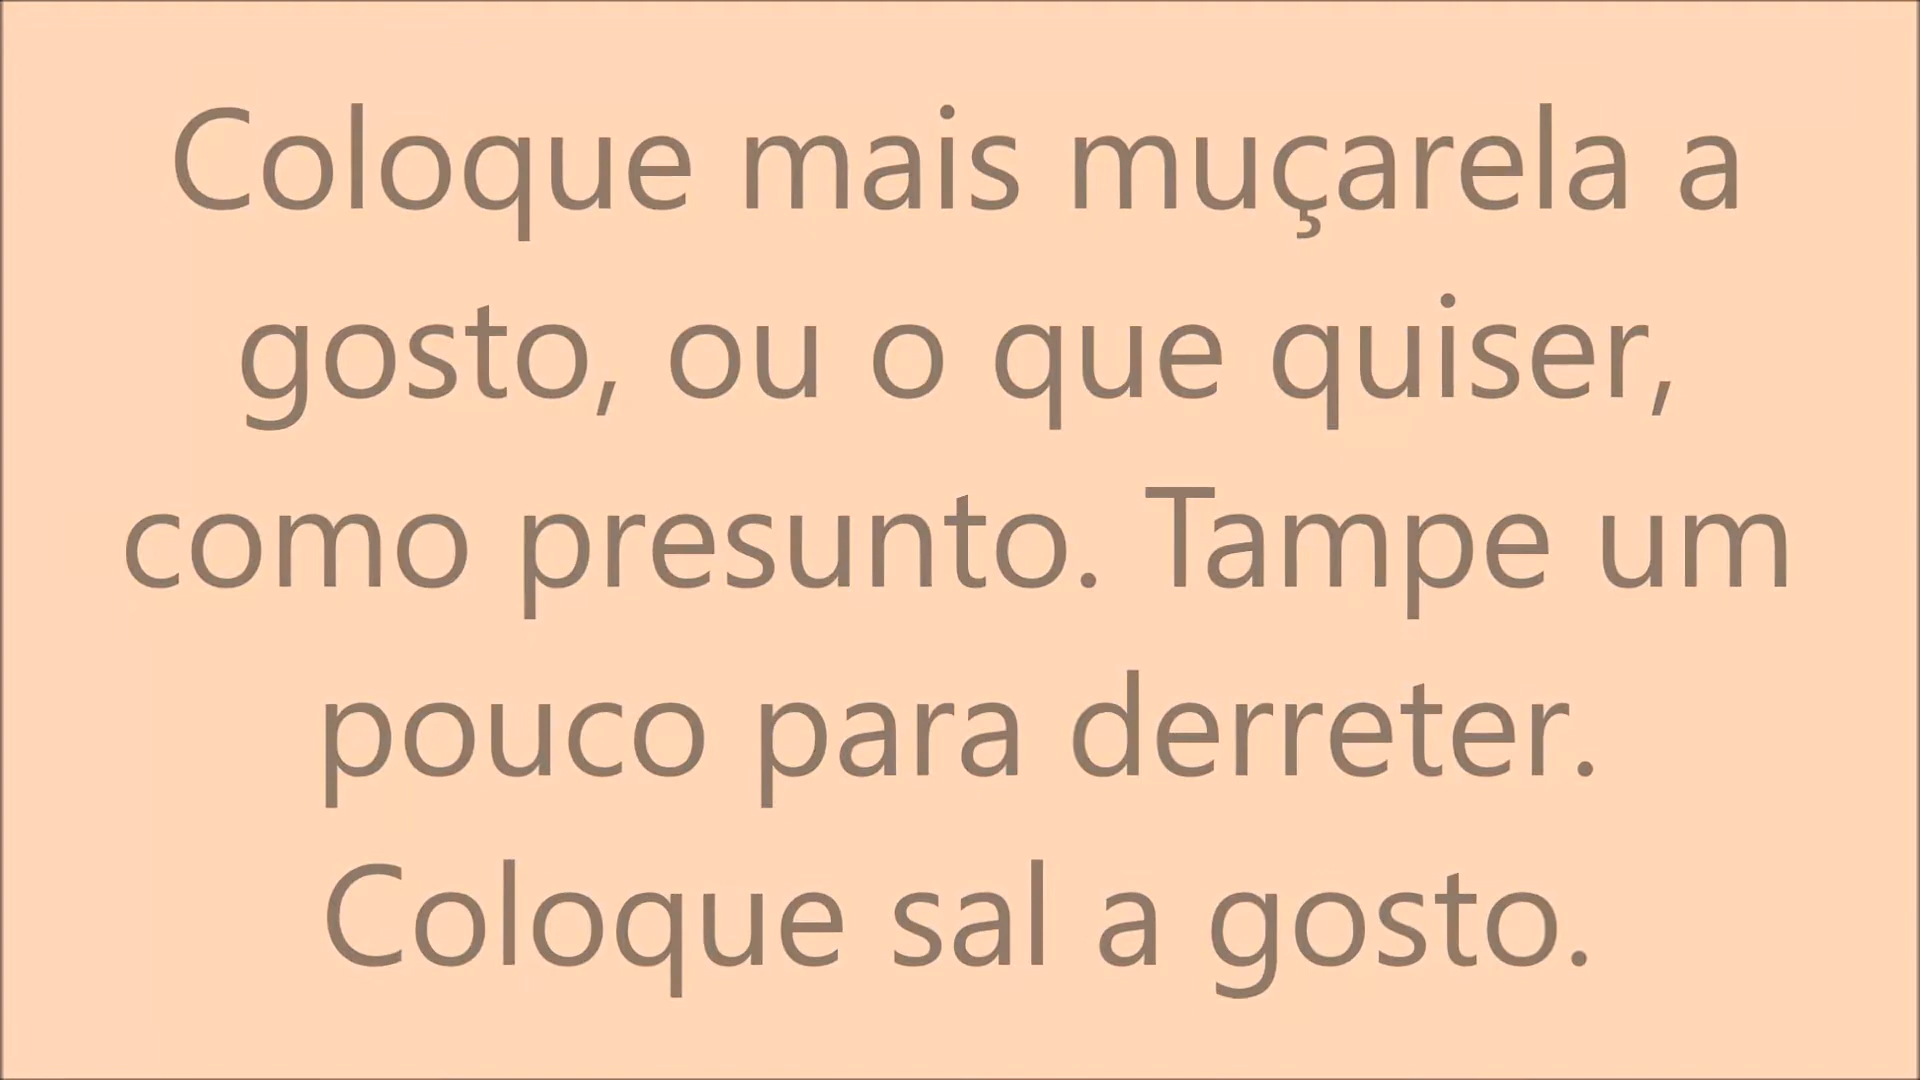 Coloque mais muçarela a
gosto, ou o que quiser,
como presunto. Tampe um
pouco para derreter.
Coloque sal a gosto.